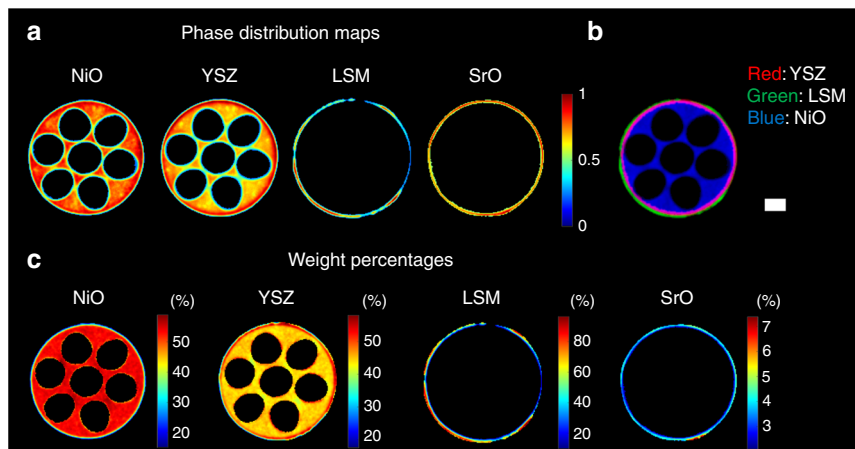 a Phase distribution maps
NiO YSZ LSM SrO
1
0.5
0
b
Red: YSZ
Green: LSM
Blue: NiO
c Weight percentages
NiO (%) YSZ (%) LSM (%) SrO (%)
50
40
30
20
50
40
30
20
80
60
40
20
7
6
5
4
3